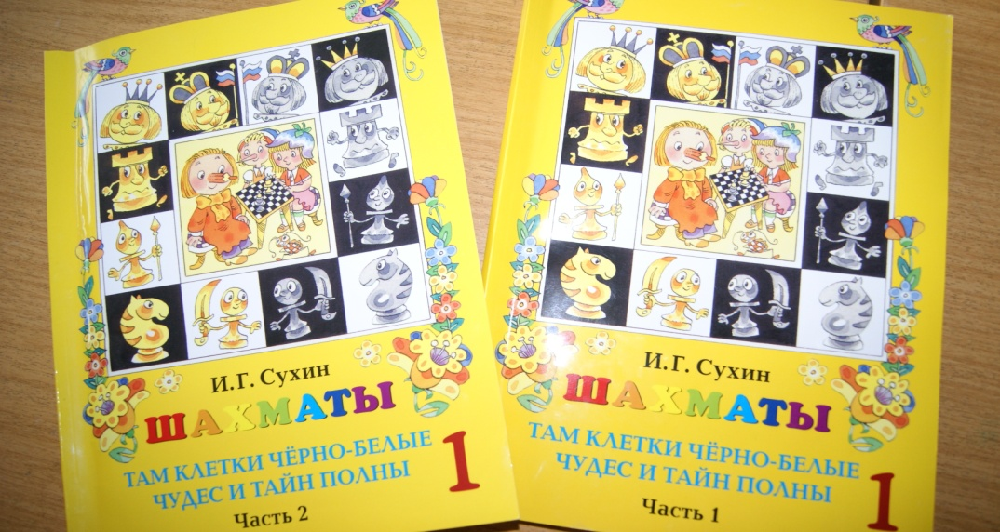 И.Г. Сухин
ШАХМАТЫ
ТАМ КЛЕТКИ ЧЁРНО-БЕЛЫЕ
ЧУДЕС И ТАЙН ПОЛНЫ
1
Часть 2
И.Г. Сухин
ШАХМАТЫ
ТАМ КЛЕТКИ ЧЁРНО-БЕЛЫЕ
ЧУДЕС И ТАЙН ПОЛНЫ
1
Часть 1